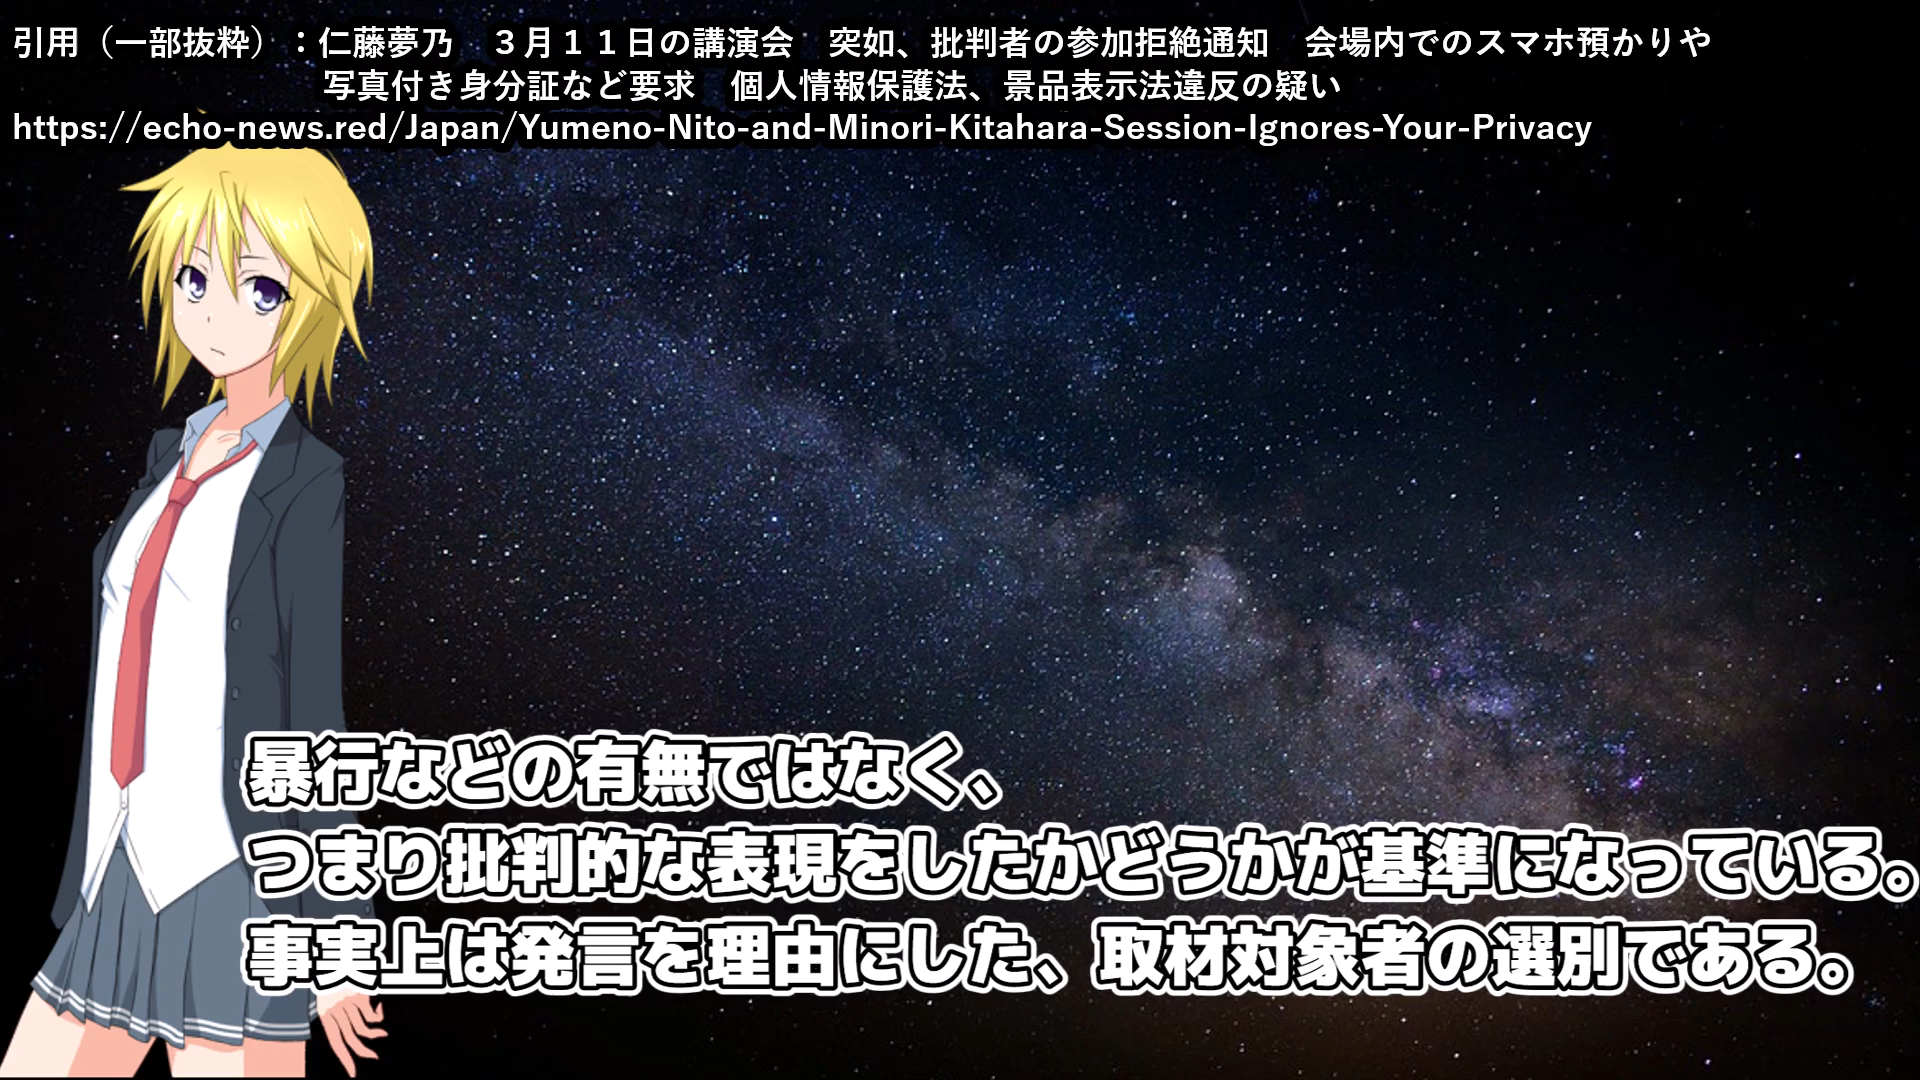 引用（一部抜粋）：仁藤夢乃　３月１１日の講演会　突如、批判者の参加拒絶通知　会場内でのスマホ預かりや
写真付き身分証など要求　個人情報保護法、景品表示法違反の疑い
https://echo-news.red/Japan/Yumeno-Nito-and-Minori-Kitahara-Session-Ignores-Your-Privacy
暴行などの有無ではなく、
つまり批判的な表現をしたかどうかが基準になっている。
事実上は発言を理由にした、取材対象者の選別である。